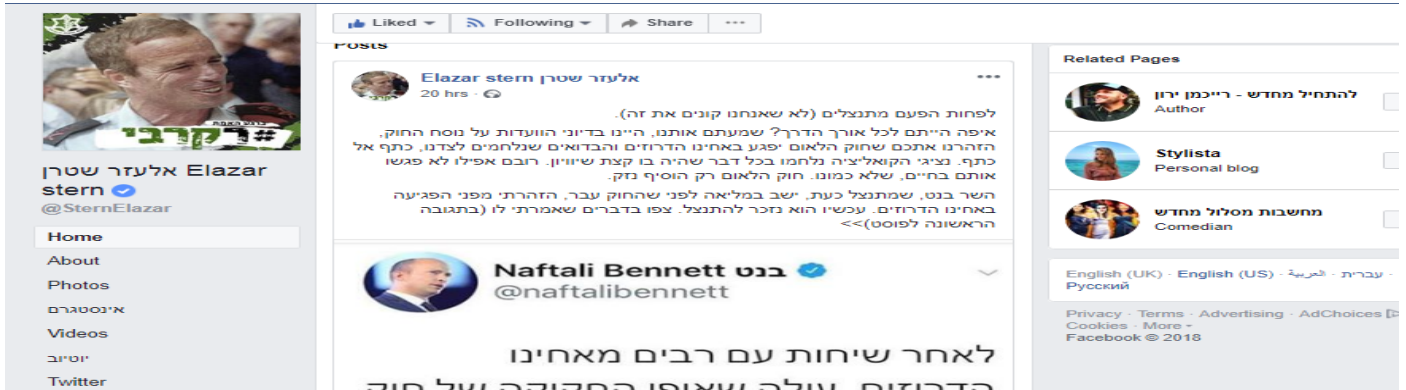 Liked
Following
Share
Posts
#רקרבי
אלעזר שטרן Elazar
stern
@SternElazar
Home
About
Photos
אינסטגרם
Videos
יוטיוב
Twitter
Elazar stern אלעזר שטרן
20 hrs ·
לפחות הפעם מתנצלים (לא שאנחנו קונים את זה).
איפה הייתם לכל אורך הדרך? שמעתם אותנו, היינו בדיוני הוועדות על נוסח החוק,
הזהרנו אתכם שחוק הלאום יפגע באחינו הדרוזים והבדואים שנלחמים לצדנו, כתף אל
כתף. נציגי הקואליציה נלחמו בכל דבר שהיה בו קצת שיוויון. רובם אפילו לא פגשו
אותם בחיים, שלא כמונו. חוק הלאום רק הוסיף נזק.
השר בנט, שמתנצל כעת, ישב במליאה לפני שהחוק עבר, הזהרתי מפני הפגיעה
באחינו הדרוזים. עכשיו הוא נזכר להתנצל. צפו בדברים שאמרתי לו (בתגובה
הראשונה לפוסט)>>
Naftali Bennett בנט
@naftalibennett
לאחר שיחות עם רבים מאחינו
הדרוזים, עולה שאופן החקיקה של חוק
Related Pages
להתחיל מחדש - רייכמן ירון
Author
Stylista
Personal blog
מחשבות מסלול מחדש
Comedian
English (UK) · English (US) · עברית · العربية ·
Русский
Privacy · Terms · Advertising · AdChoices
Cookies · More
Facebook © 2018